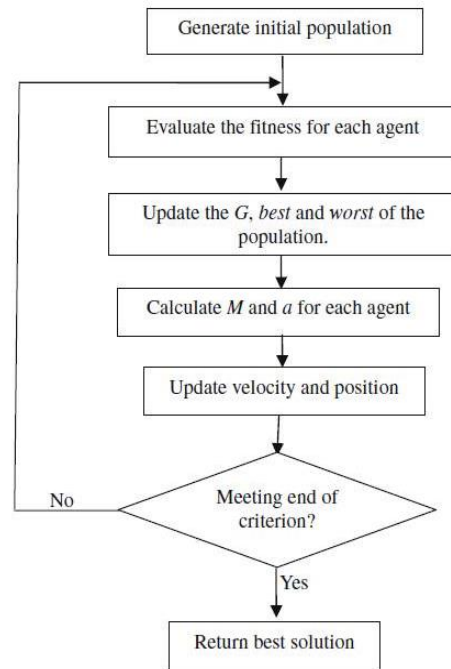 Generate initial population
Evaluate the fitness for each agent
Update the G, best and worst of the
population.
Calculate M and a for each agent
Update velocity and position
Meeting end of
criterion?
No
Yes
Return best solution